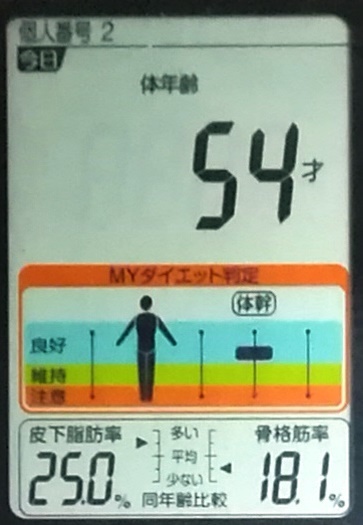 個人番号 2
今日
体年齢
54才
MYダイエット判定
体幹
良好
維持
注意
皮下脂肪率
25.0%
多い
平均
少ない
同年齢比較
骨格筋率
18.1%